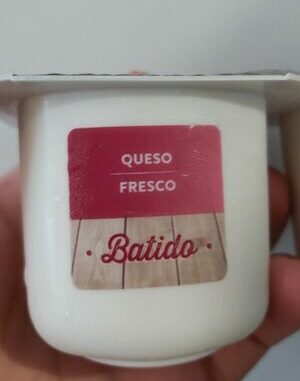 QUESO
FRESCO
· Batido ·